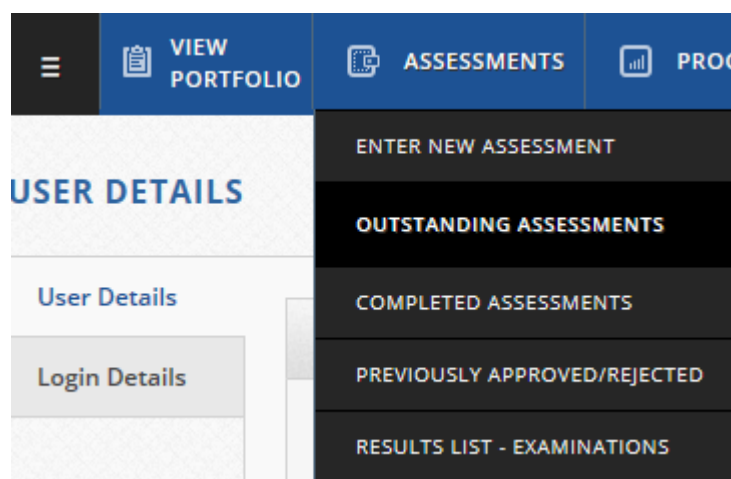 VIEW
PORTFOLIO
ASSESSMENTS
USER DETAILS
User Details
Login Details
ENTER NEW ASSESSMENT
OUTSTANDING ASSESSMENTS
COMPLETED ASSESSMENTS
PREVIOUSLY APPROVED/REJECTED
RESULTS LIST - EXAMINATIONS